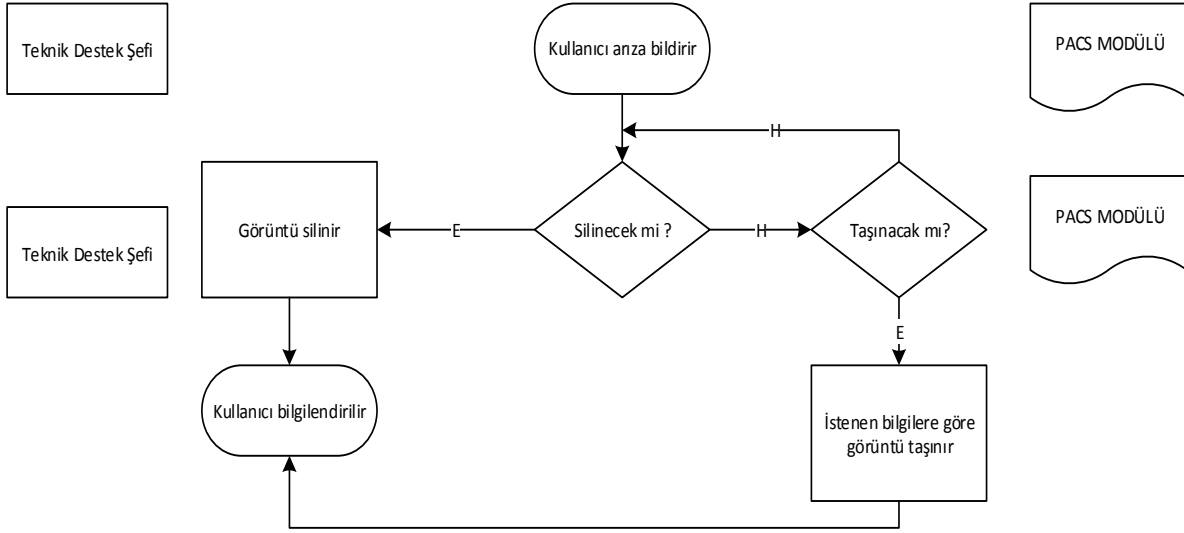 Teknik Destek Şefi
Kullanıcı arıza bildirir
PACS MODÜLÜ
H
Teknik Destek Şefi
Görüntü silinir
E
Silinecek mi ?
H
Taşınacak mı?
PACS MODÜLÜ
E
Kullanıcı bilgilendirilir
İstenen bilgilere göre
görüntü taşınır